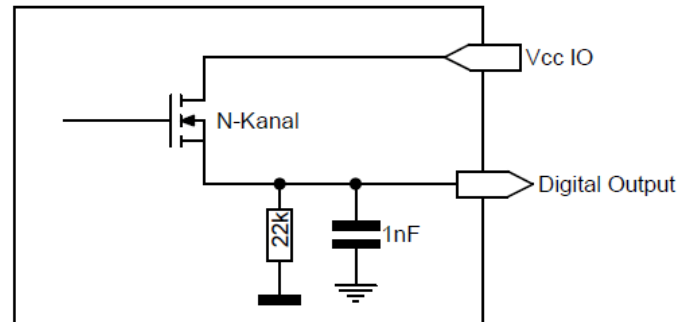 Vcc IO
N-Kanal
Digital Output
22k
1nF